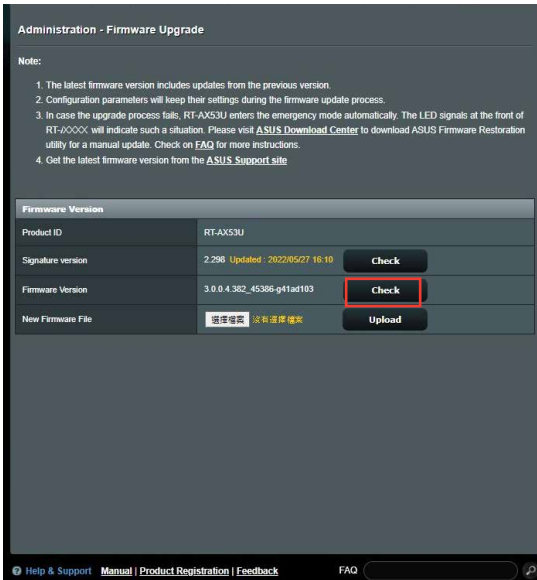 Administration - Firmware Upgrade
Note:
1. The latest firmware version includes updates from the previous version.
2. Configuration parameters will keep their settings during the firmware update process.
3. In case the upgrade process fails, RT-AX53U enters the emergency mode automatically. The LED signals at the front of
RT-AXXXX will indicate such a situation. Please visit ASUS Download Center to download ASUS Firmware Restoration
utility for a manual update. Check on FAQ for more instructions.
4. Get the latest firmware version from the ASUS Support site
Firmware Version
Product ID RT-AX53U
Signature version 2.298 Updated : 2022/05/27 16:10 Check
Firmware Version 3.0.0.4.382_45386-g41ad103 Check
New Firmware File 選擇檔案 沒有選擇檔案 Upload
Help & Support Manual | Product Registration | Feedback FAQ